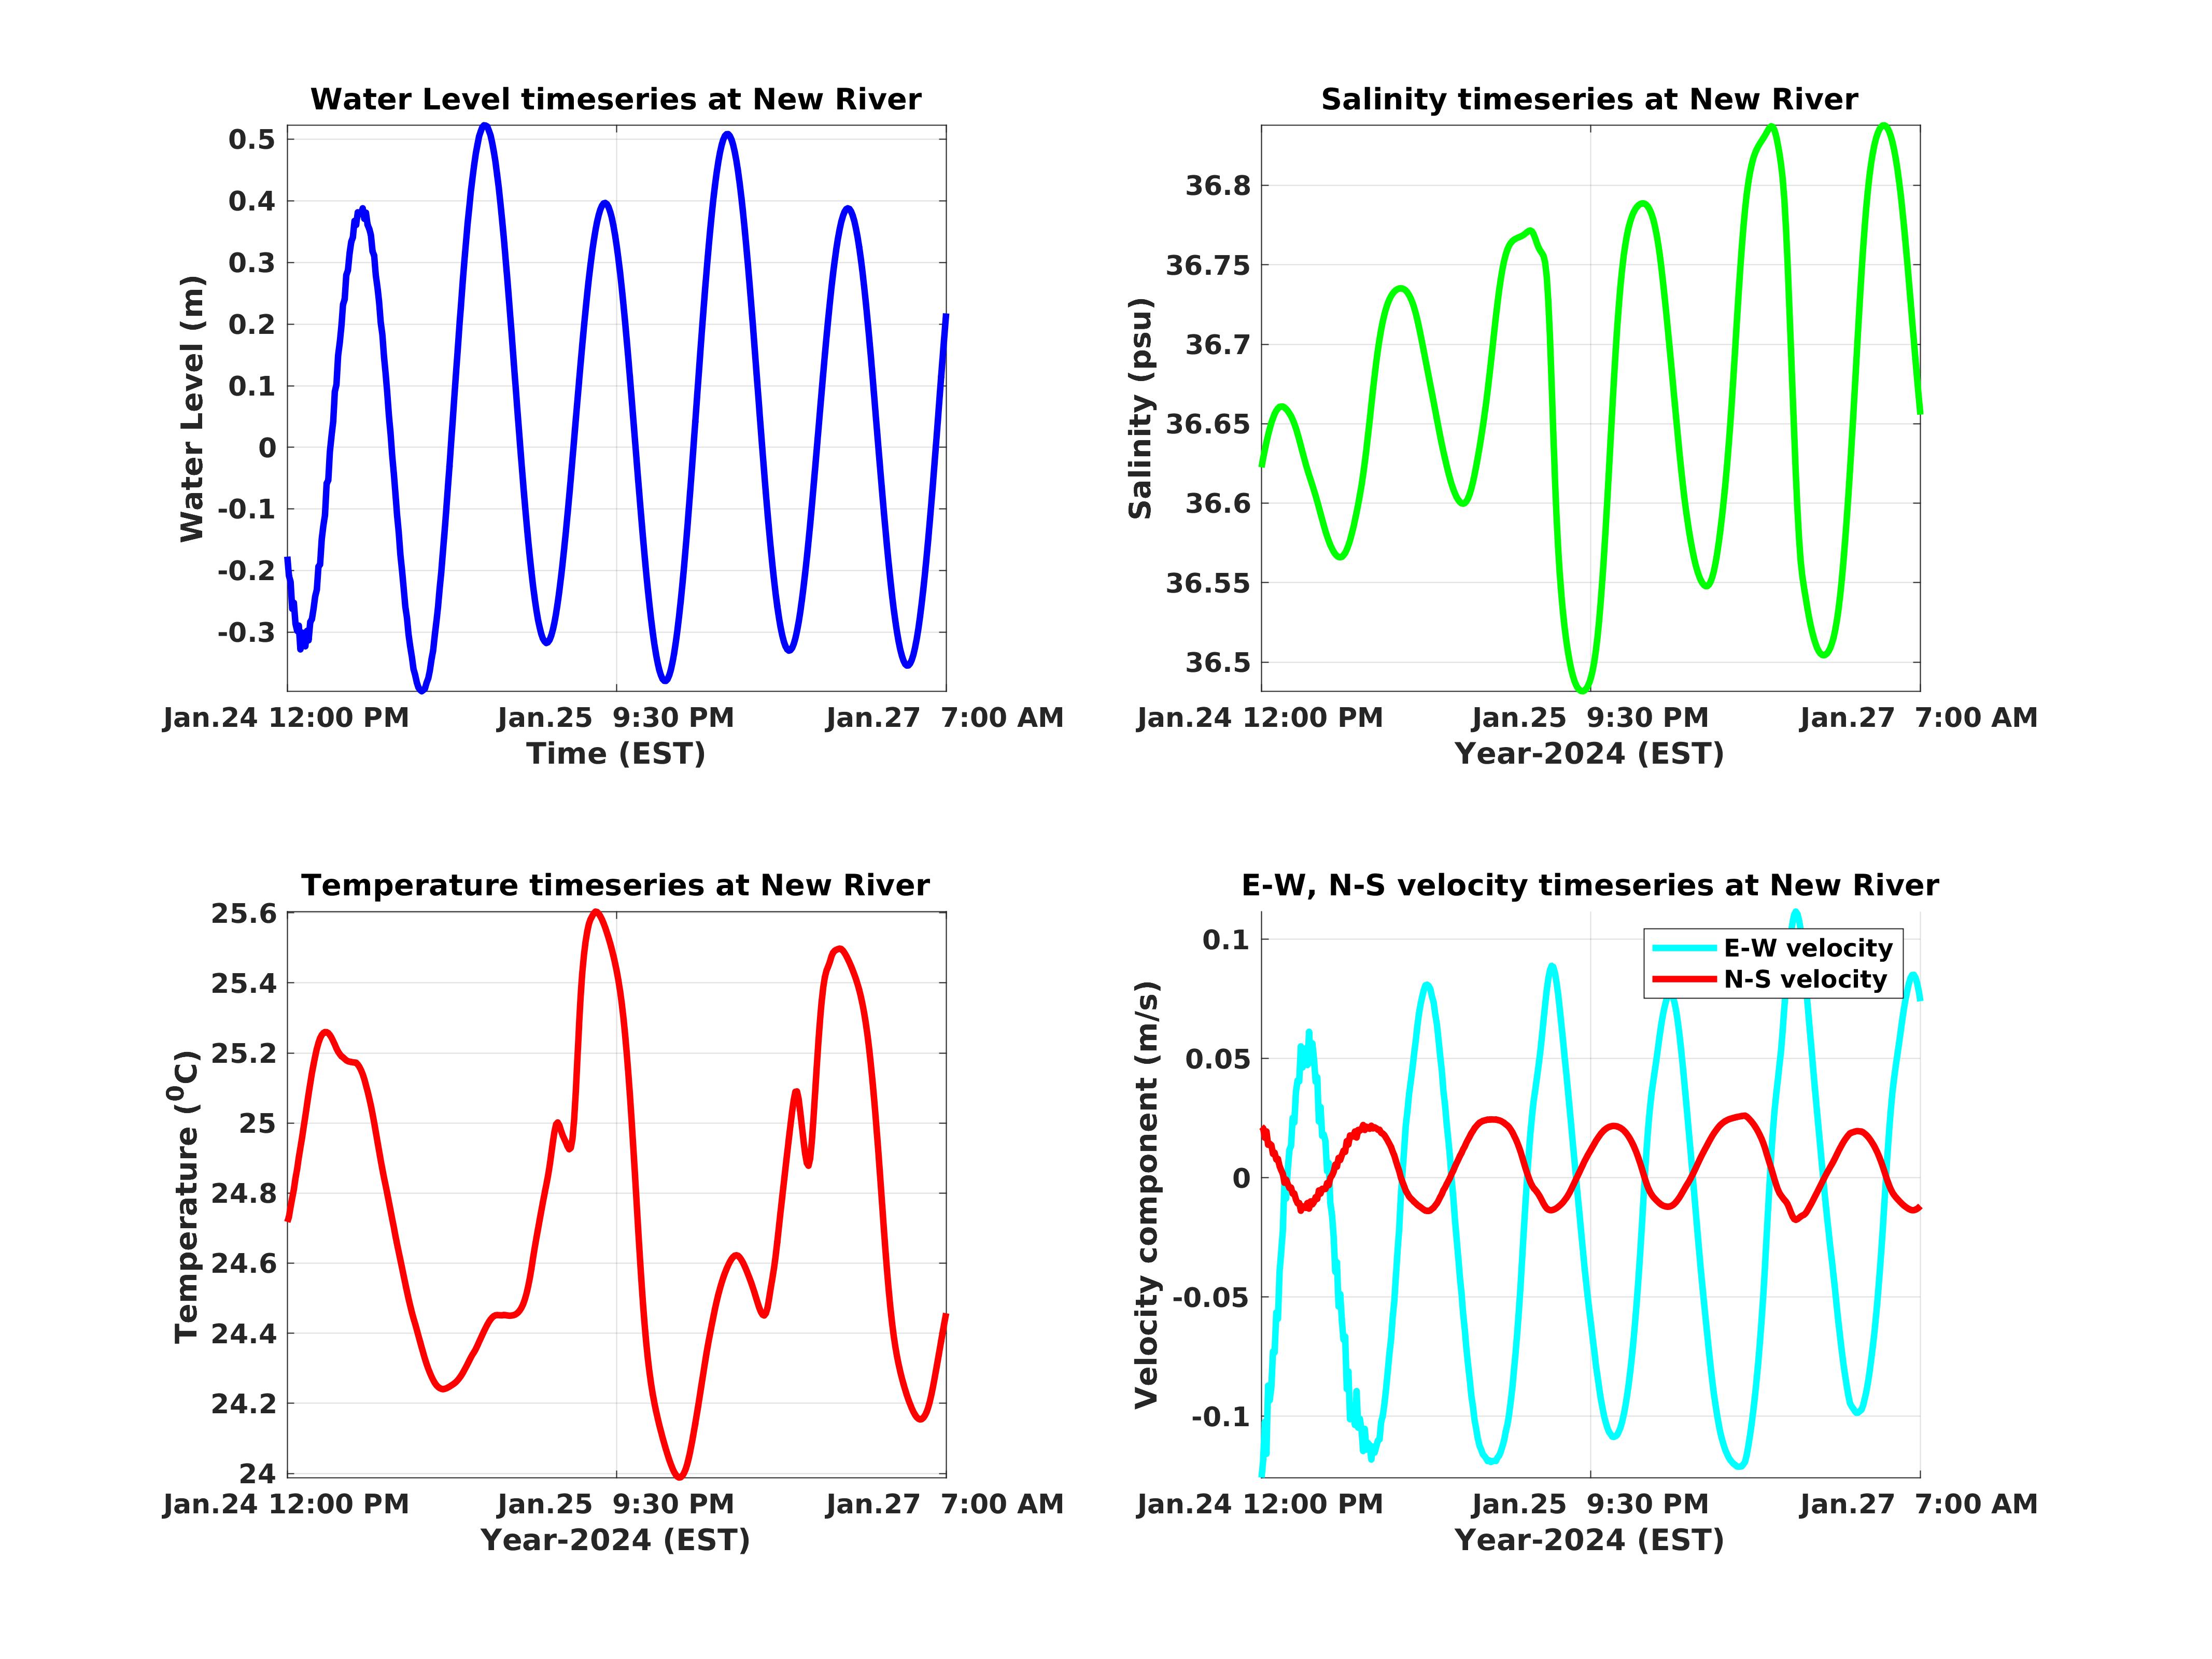 Water Level timeseries at New River
Water Level (m)
0.5
0.4
0.3
0.2
0.1
0
-0.1
-0.2
-0.3
Jan.24 12:00 PM Jan.25 9:30 PM Jan.27 7:00 AM
Time (EST)
Salinity timeseries at New River
Salinity (psu)
36.8
36.75
36.7
36.65
36.6
36.55
36.5
Jan.24 12:00 PM Jan.25 9:30 PM Jan.27 7:00 AM
Year-2024 (EST)
Temperature timeseries at New River
Temperature (⁰C)
25.6
25.4
25.2
25
24.8
24.6
24.4
24.2
24
Jan.24 12:00 PM Jan.25 9:30 PM Jan.27 7:00 AM
Year-2024 (EST)
E-W, N-S velocity timeseries at New River
Velocity component (m/s)
0.1
0.05
0
-0.05
-0.1
E-W velocity
N-S velocity
Jan.24 12:00 PM Jan.25 9:30 PM Jan.27 7:00 AM
Year-2024 (EST)